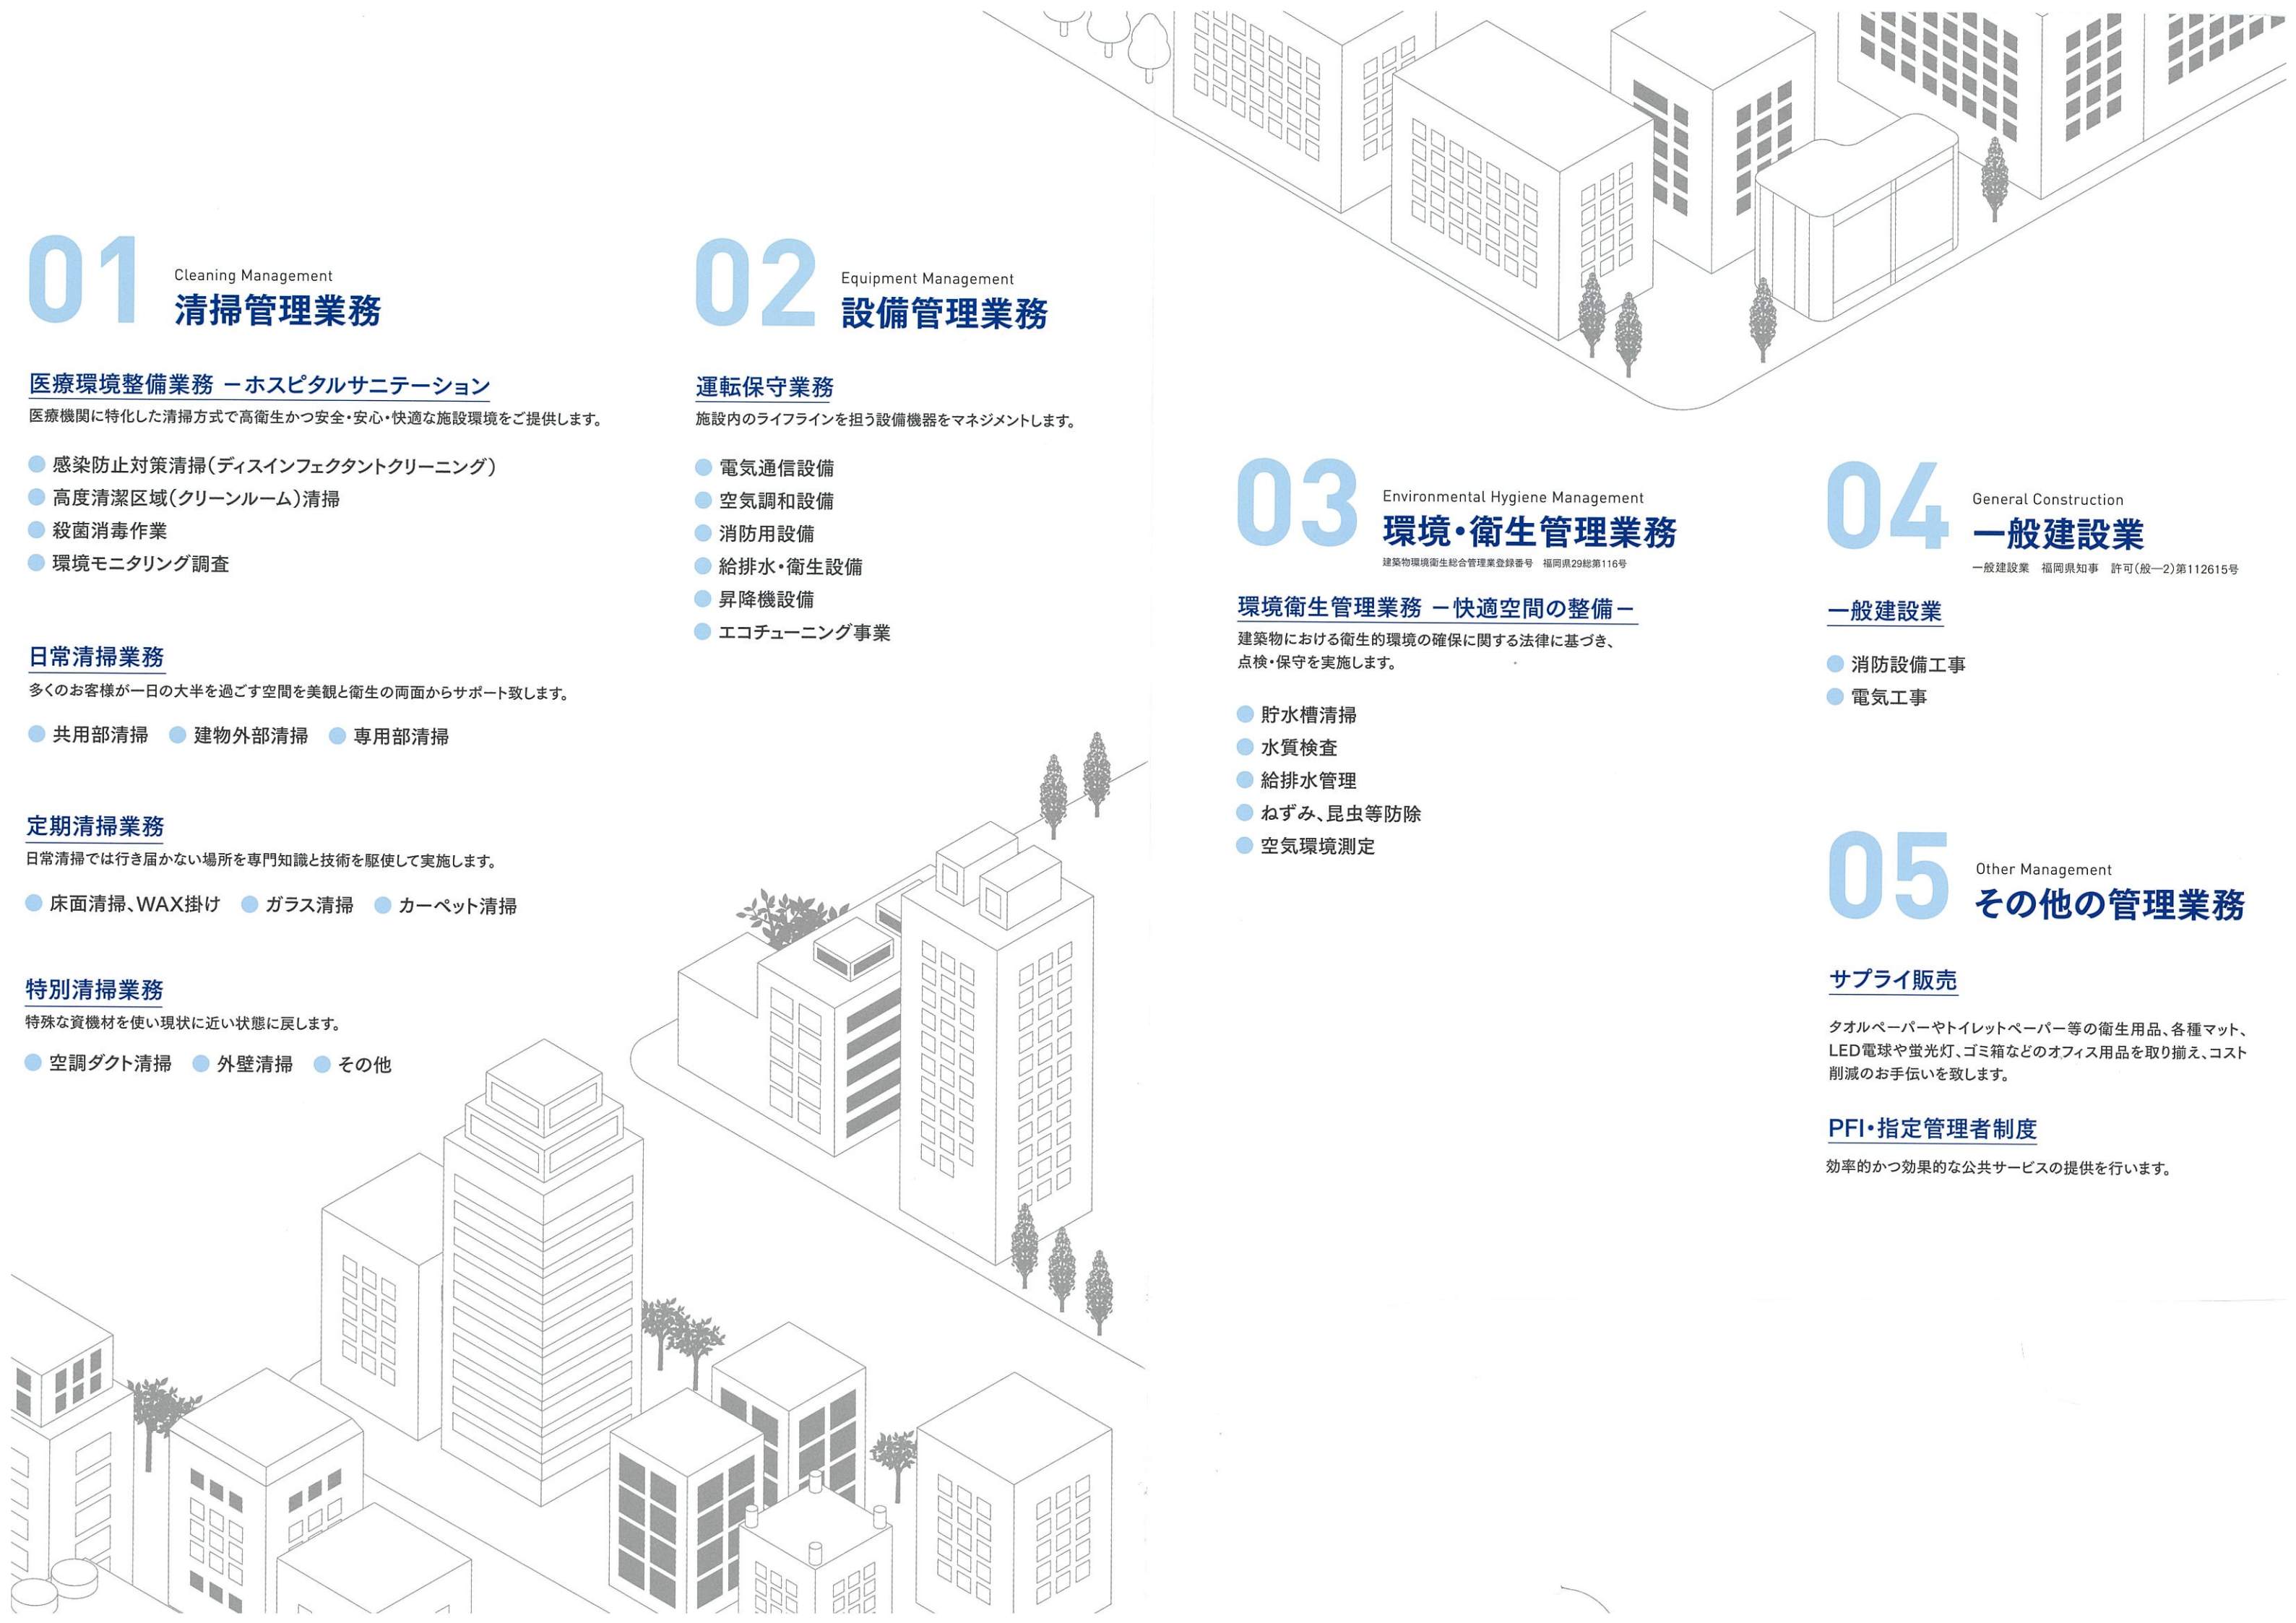 01
Cleaning Management
清掃管理業務
医療環境整備業務 －ホスピタルサニテーション
医療機関に特化した清掃方式で高衛生かつ安全・安心・快適な施設環境をご提供します。
感染防止対策清掃（ディスインフェクタントクリーニング）
高度清潔区域（クリーンルーム）清掃
殺菌消毒作業
環境モニタリング調査
日常清掃業務
多くのお客様が一日の大半を過ごす空間を美観と衛生の両面からサポート致します。
共用部清掃 建物外部清掃 専用部清掃
定期清掃業務
日常清掃では行き届かない場所を専門知識と技術を駆使して実施します。
床面清掃、WAX掛け ガラス清掃 カーペット清掃
特別清掃業務
特殊な資機材を使い現状に近い状態に戻します。
空調ダクト清掃 外壁清掃 その他
02
Equipment Management
設備管理業務
運転保守業務
施設内のライフラインを担う設備機器をマネジメントします。
電気通信設備
空気調和設備
消防用設備
給排水・衛生設備
昇降機設備
エコチューニング事業
03
Environmental Hygiene Management
環境・衛生管理業務
建築物環境衛生総合管理業登録番号　福岡県29総第116号
環境衛生管理業務 －快適空間の整備－
建築物における衛生的環境の確保に関する法律に基づき、
点検・保守を実施します。
貯水槽清掃
水質検査
給排水管理
ねずみ、昆虫等防除
空気環境測定
04
General Construction
一般建設業
一般建設業　福岡県知事　許可（般―2）第112615号
一般建設業
消防設備工事
電気工事
05
Other Management
その他の管理業務
サプライ販売
タオルペーパーやトイレットペーパー等の衛生用品、各種マット、
LED電球や蛍光灯、ゴミ箱などのオフィス用品を取り揃え、コスト
削減のお手伝いを致します。
PFI・指定管理者制度
効率的かつ効果的な公共サービスの提供を行います。